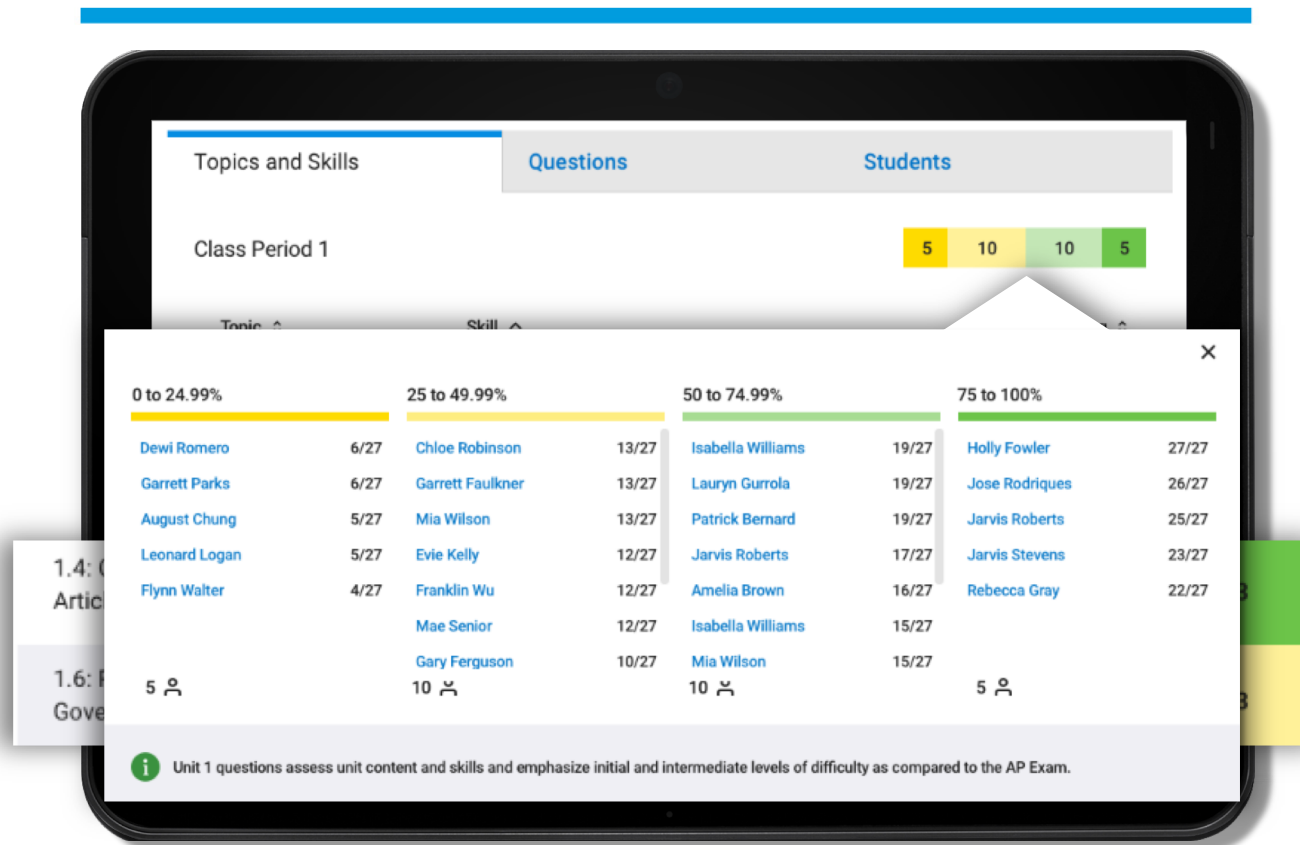 Topics and Skills Questions Students
Class Period 1 5 10 10 5
Topic Skill
0 to 24.99% 25 to 49.99% 50 to 74.99% 75 to 100%
Dewi Romero 6/27 Chloe Robinson 13/27 Isabella Williams 19/27 Holly Fowler 27/27
Garrett Parks 6/27 Garrett Faulkner 13/27 Lauryn Gurrola 19/27 Jose Rodriques 26/27
August Chung 5/27 Mia Wilson 13/27 Patrick Bernard 19/27 Jarvis Roberts 25/27
Leonard Logan 5/27 Evie Kelly 12/27 Jarvis Roberts 17/27 Jarvis Stevens 23/27
Flynn Walter 4/27 Franklin Wu 12/27 Amelia Brown 16/27 Rebecca Gray 22/27
Mae Senior 12/27 Isabella Williams 15/27
Gary Ferguson 10/27 Mia Wilson 15/27
5 10 10 5
1.4:
Artic
1.6:
Gove
Unit 1 questions assess unit content and skills and emphasize initial and intermediate levels of difficulty as compared to the AP Exam.